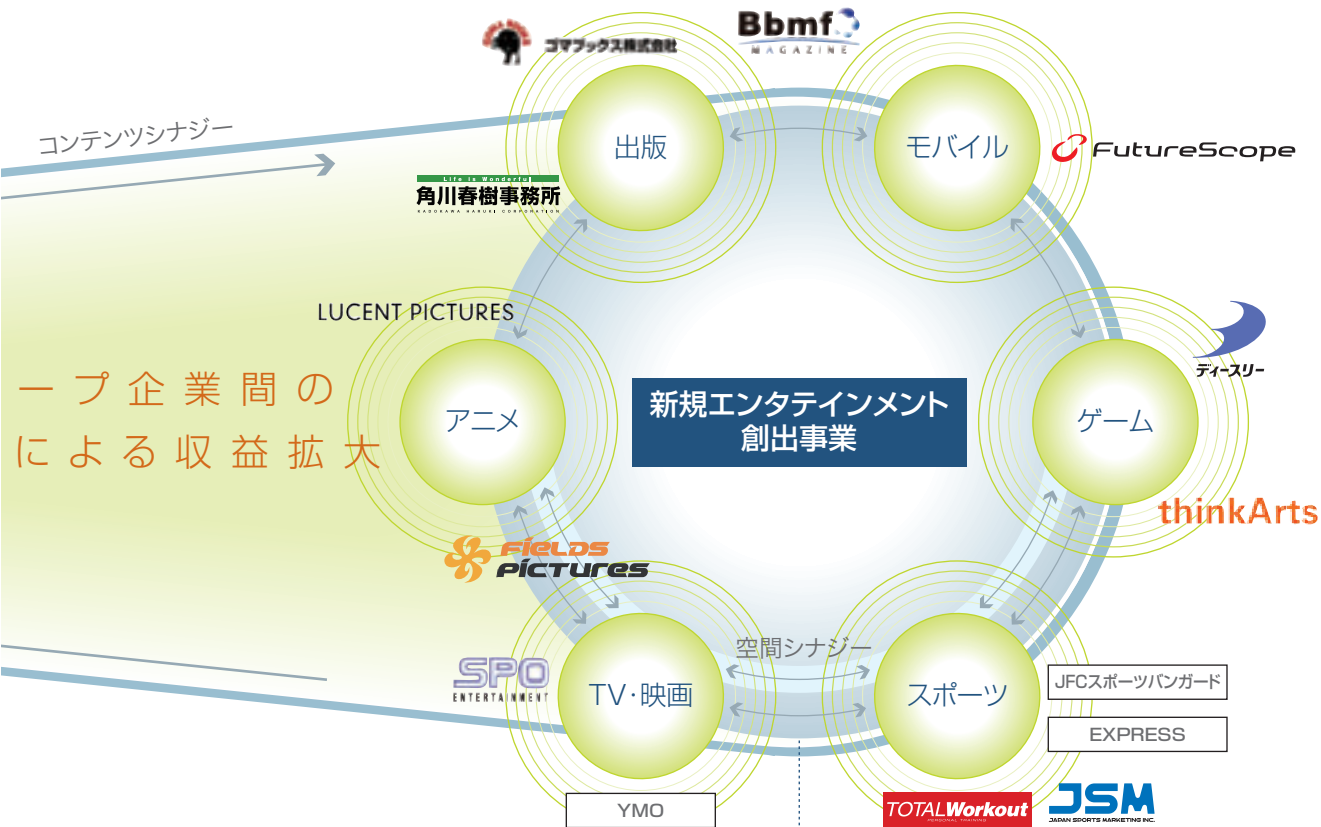 ゴマブックス株式会社
Bbmf
MAGAZINE
コンテンツシナジー
出版
モバイル
FutureScope
Life is Wonderful
角川春樹事務所
KADOKAWA HARUKI CORPORATION
LUCENT PICTURES
ディースリー
ープ企業間の
による収益拡大
アニメ
新規エンタテインメント
創出事業
ゲーム
thinkArts
FIELDS
PICTURES
空間シナジー
SPO
ENTERTAINMENT
TV・映画
スポーツ
JFCスポーツバンガード
EXPRESS
YMO
TOTAL Workout
PERSONAL TRAINING
JSM
JAPAN SPORTS MARKETING INC.